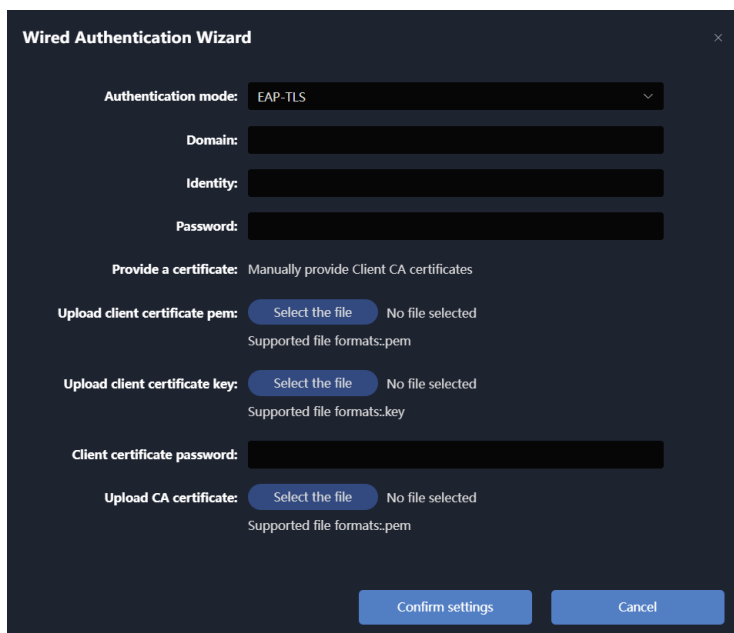 Wired Authentication Wizard ×
Authentication mode: EAP-TLS
Domain:
Identity:
Password:
Provide a certificate: Manually provide Client CA certificates
Upload client certificate pem: Select the file No file selected
Supported file formats:.pem
Upload client certificate key: Select the file No file selected
Supported file formats:.key
Client certificate password:
Upload CA certificate: Select the file No file selected
Supported file formats:.pem
Confirm settings Cancel